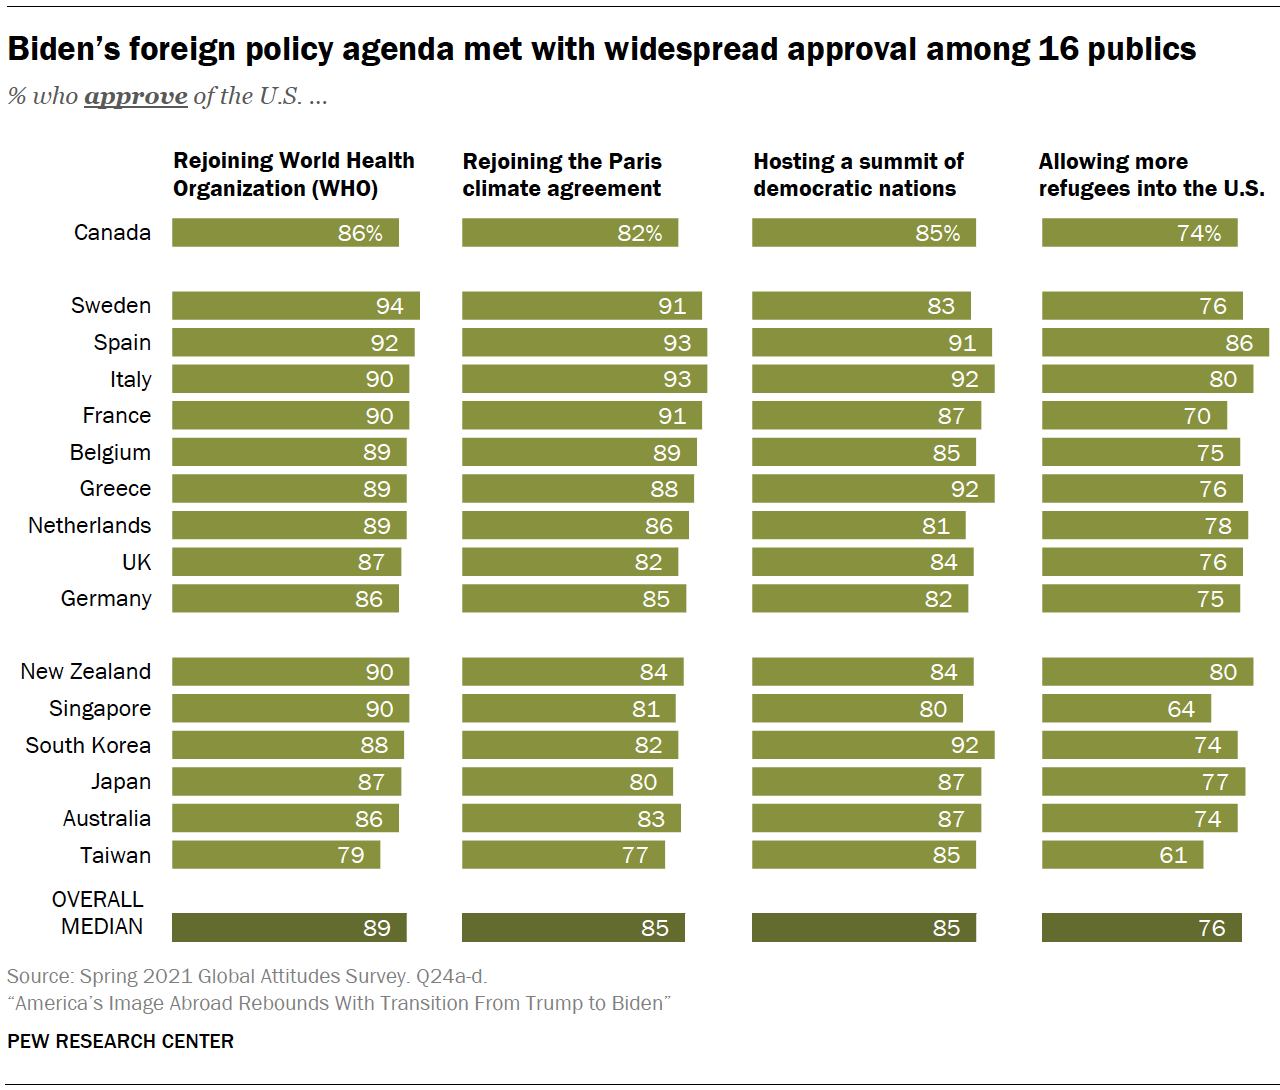 Biden’s foreign policy agenda met with widespread approval among 16 publics
% who approve of the U.S. ...
Rejoining World Health Organization (WHO)
Rejoining the Paris climate agreement
Hosting a summit of democratic nations
Allowing more refugees into the U.S.
Canada 86% 82% 85% 74%
Sweden 94 91 83 76
Spain 92 93 91 86
Italy 90 93 92 80
France 90 91 87 70
Belgium 89 89 85 75
Greece 89 88 92 76
Netherlands 89 86 81 78
UK 87 82 84 76
Germany 86 85 82 75
New Zealand 90 84 84 80
Singapore 90 81 80 64
South Korea 88 82 92 74
Japan 87 80 87 77
Australia 86 83 87 74
Taiwan 79 77 85 61
OVERALL
MEDIAN 89 85 85 76
Source: Spring 2021 Global Attitudes Survey. Q24a-d.
“America’s Image Abroad Rebounds With Transition From Trump to Biden”
PEW RESEARCH CENTER